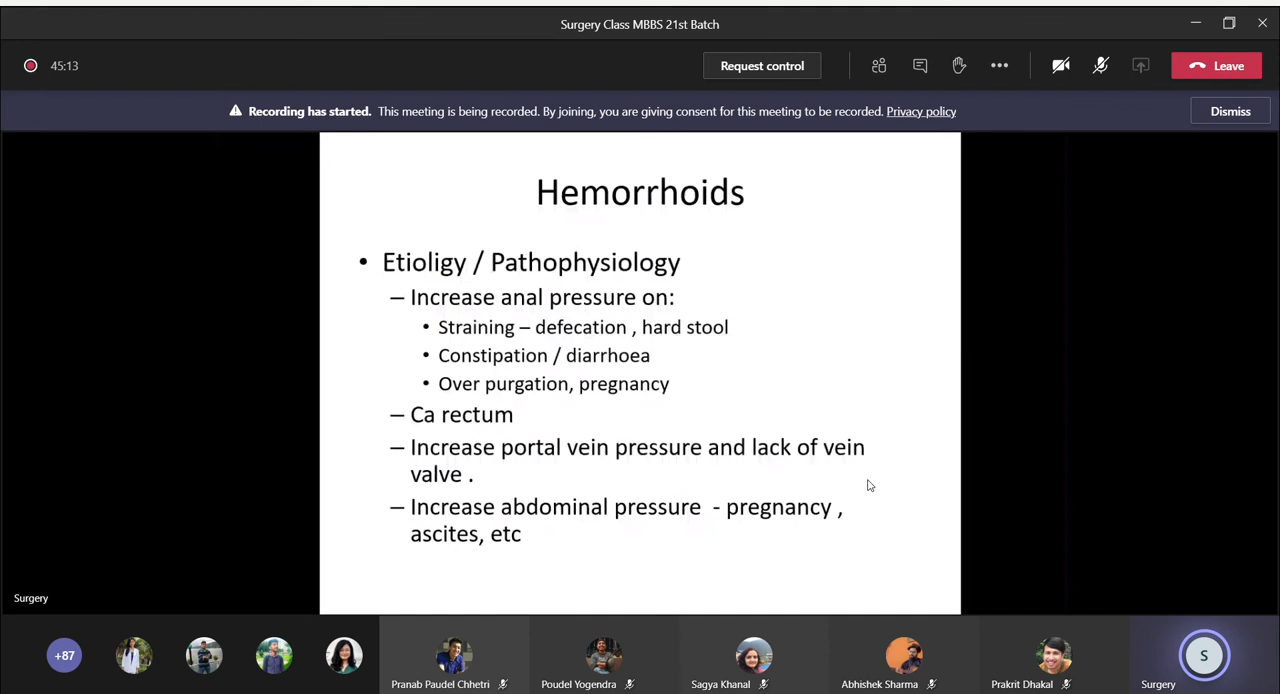 Surgery Class MBBS 21st Batch
45:13
Request control
Leave
Recording has started. This meeting is being recorded. By joining, you are giving consent for this meeting to be recorded. Privacy policy
Dismiss
Hemorrhoids
• Etioligy / Pathophysiology
– Increase anal pressure on:
• Straining – defecation , hard stool
• Constipation / diarrhoea
• Over purgation, pregnancy
– Ca rectum
– Increase portal vein pressure and lack of vein
valve .
– Increase abdominal pressure - pregnancy ,
ascites, etc
Surgery
+87
Pranab Paudel Chhetri
Poudel Yogendra
Sagya Khanal
Abhishek Sharma
Prakrit Dhakal
S
Surgery